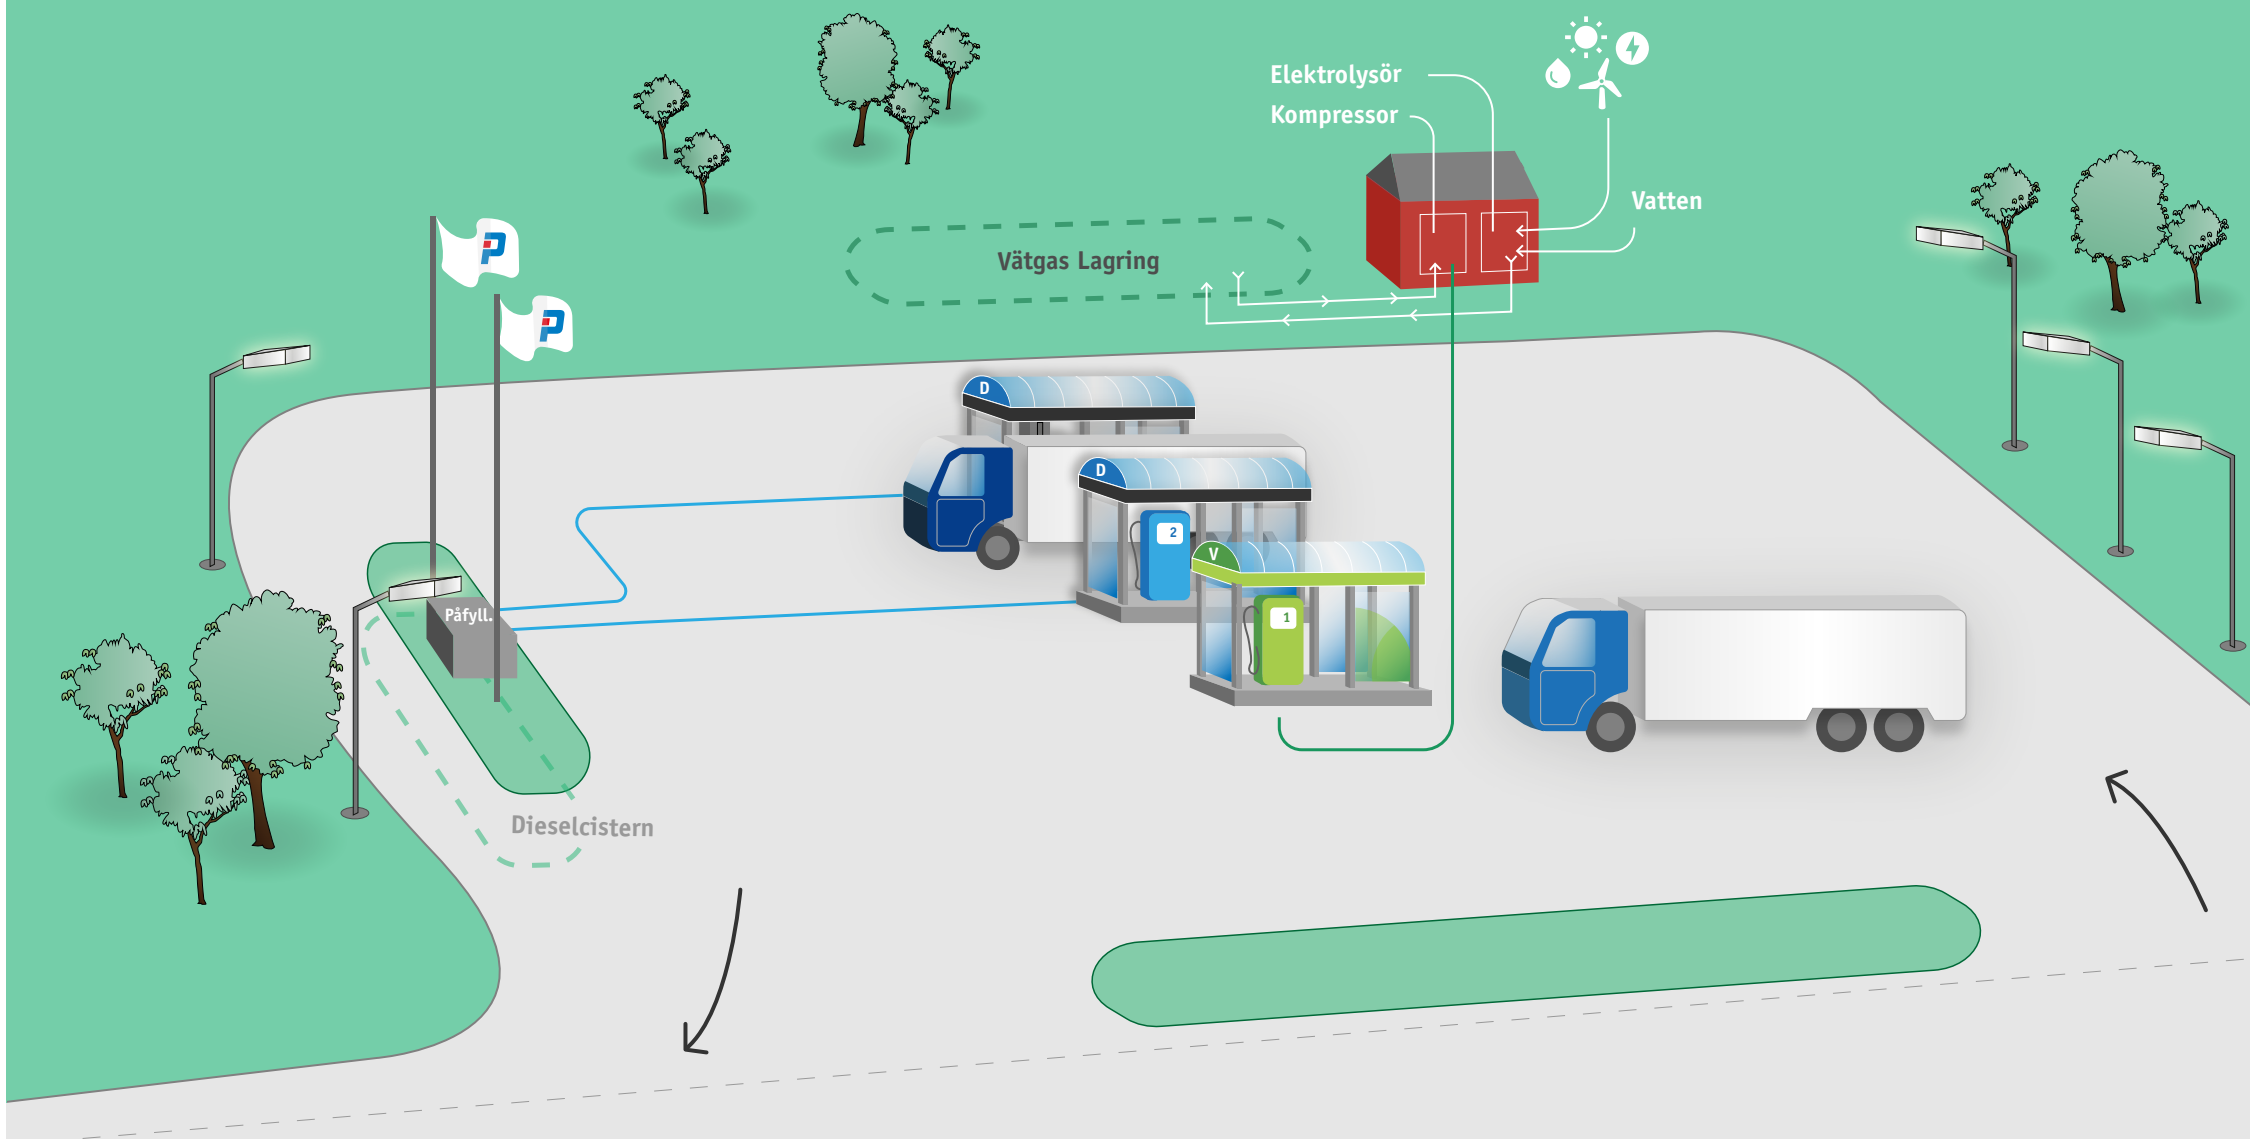 Elektrolysör
Kompressor
Vatten
Vätgas Lagring
P
P
D
D
2
V
1
Påfyll.
Dieselcistern